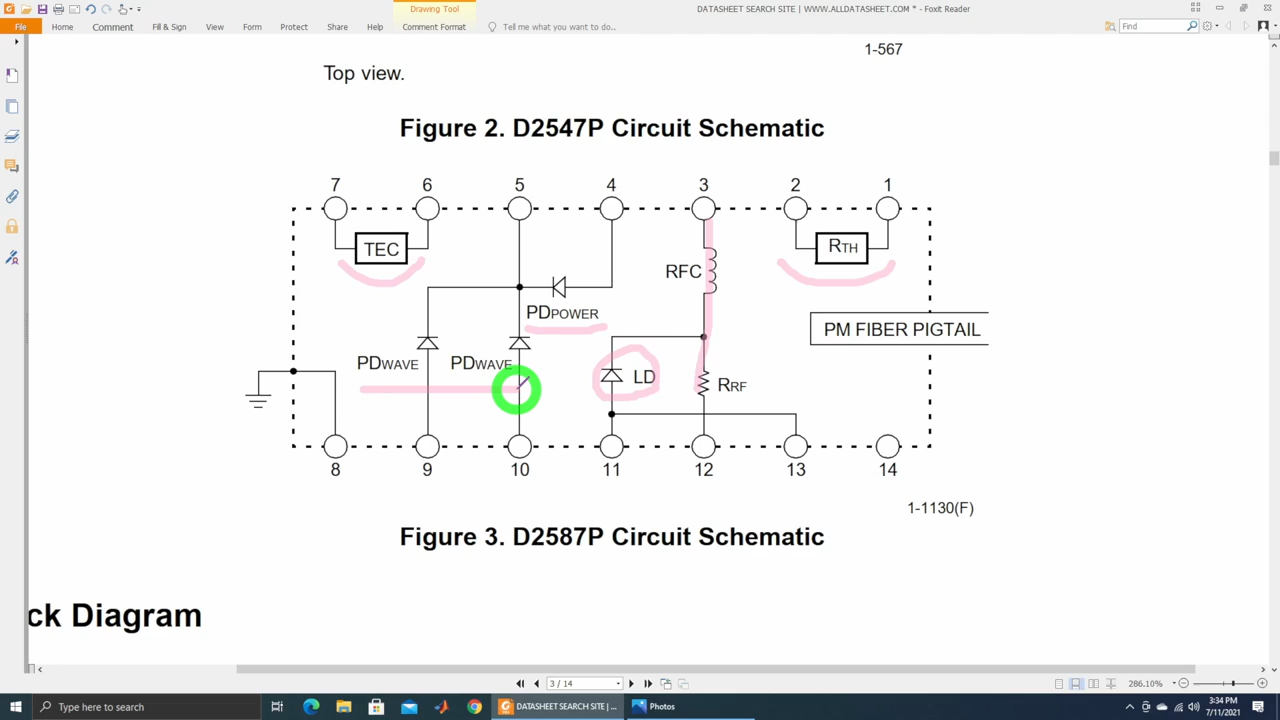 Drawing Tool
DATASHEET SEARCH SITE | WWW.ALLDATASHEET.COM * - Foxit Reader
File Home Comment Fill & Sign View Form Protect Share Help Comment Format Tell me what you want to do.. Find
1-567
Top view.
Figure 2. D2547P Circuit Schematic
7 6 5 4 3 2 1
TEC RTH
RFC
PDPOWER
PM FIBER PIGTAIL
PDWAVE PDWAVE
LD RRF
8 9 10 11 12 13 14
1-1130(F)
Figure 3. D2587P Circuit Schematic
ck Diagram
3 / 14 286.10%
Type here to search DATASHEET SEARCH SITE | ... Photos
3:34 PM
7/11/2021